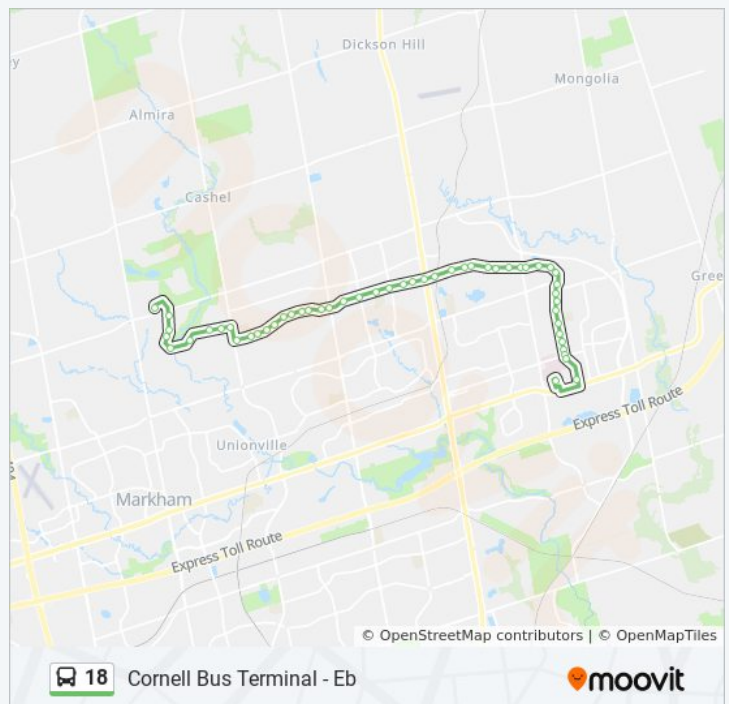 Dickson Hill
Mongolia
Almira
Cashel
Gree
Unionville
Express Toll Route
Markham
Express Toll Route
© OpenStreetMap contributors | © OpenMapTiles
18 Cornell Bus Terminal - Eb
moovit